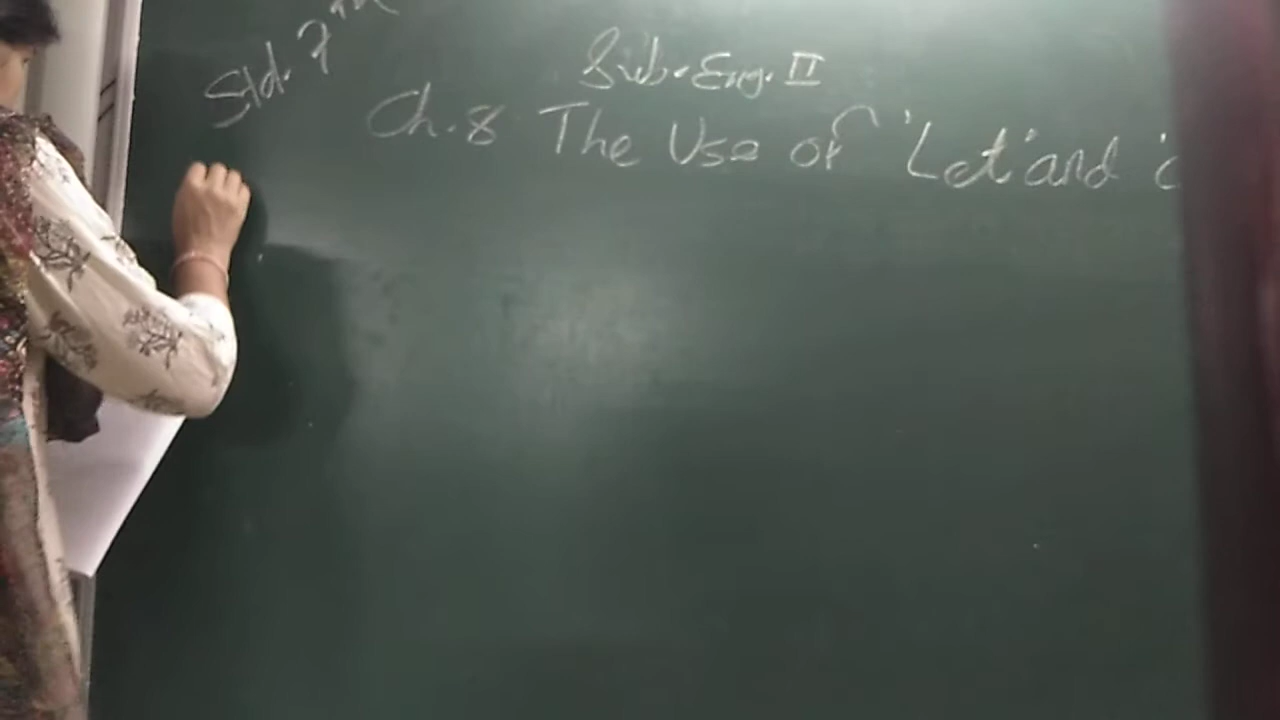 Std. 7th
Sub. Eng. II
Ch. 8 The Use of 'Let' and '